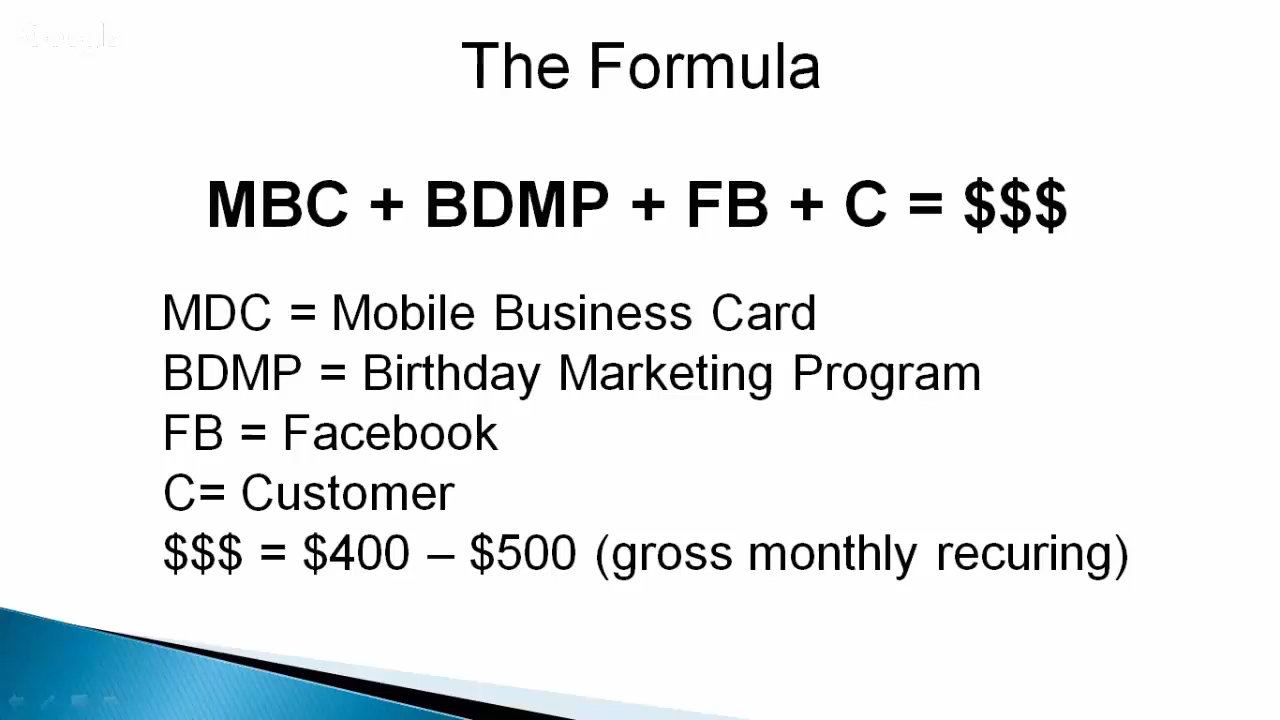 Google
The Formula
MBC + BDMP + FB + C = $$$
MDC = Mobile Business Card
BDMP = Birthday Marketing Program
FB = Facebook
C= Customer
$$$ = $400 – $500 (gross monthly recuring)